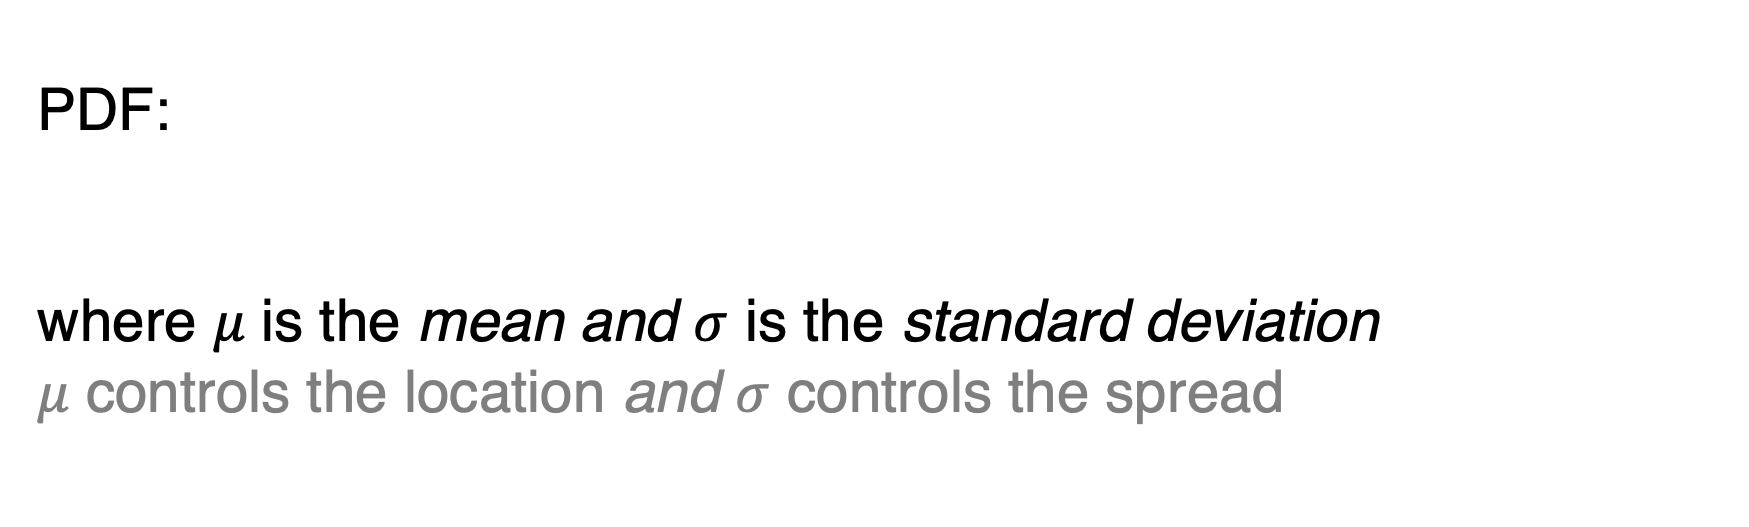 PDF:
where μ is the mean and σ is the standard deviation
μ controls the location and σ controls the spread